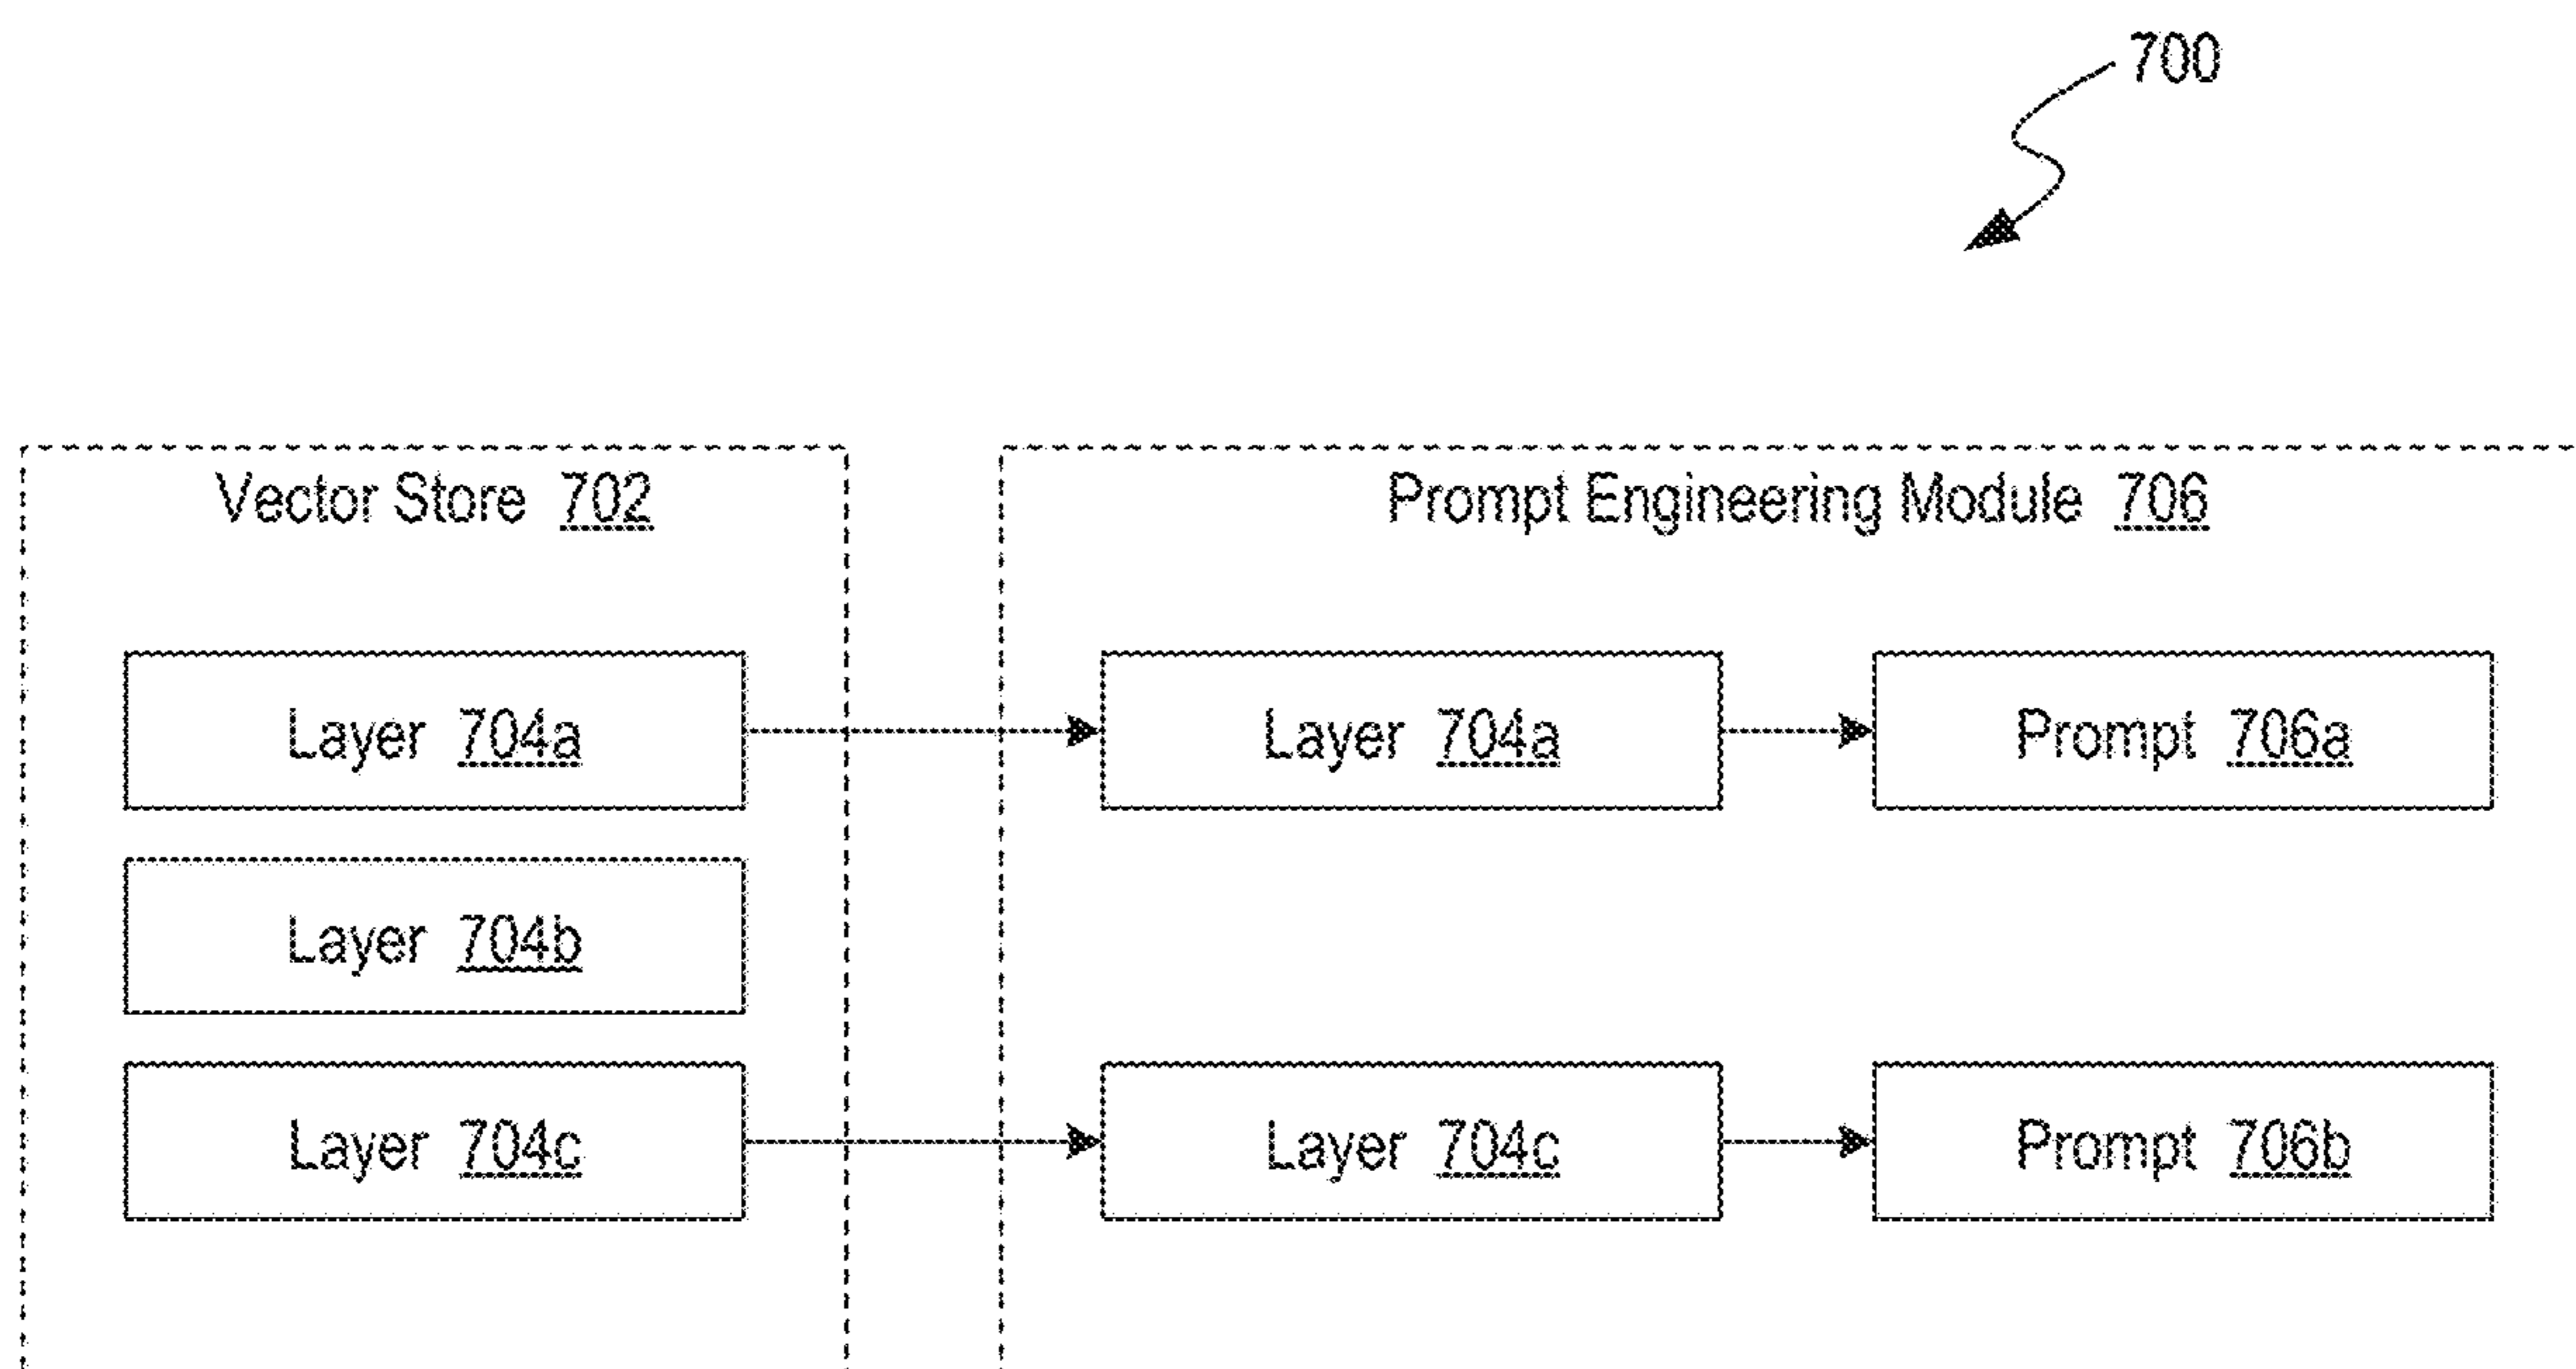 700
Vector Store 702
Prompt Engineering Module 706
Layer 704a
Layer 704a
Prompt 706a
Layer 704b
Layer 704c
Layer 704c
Prompt 706b